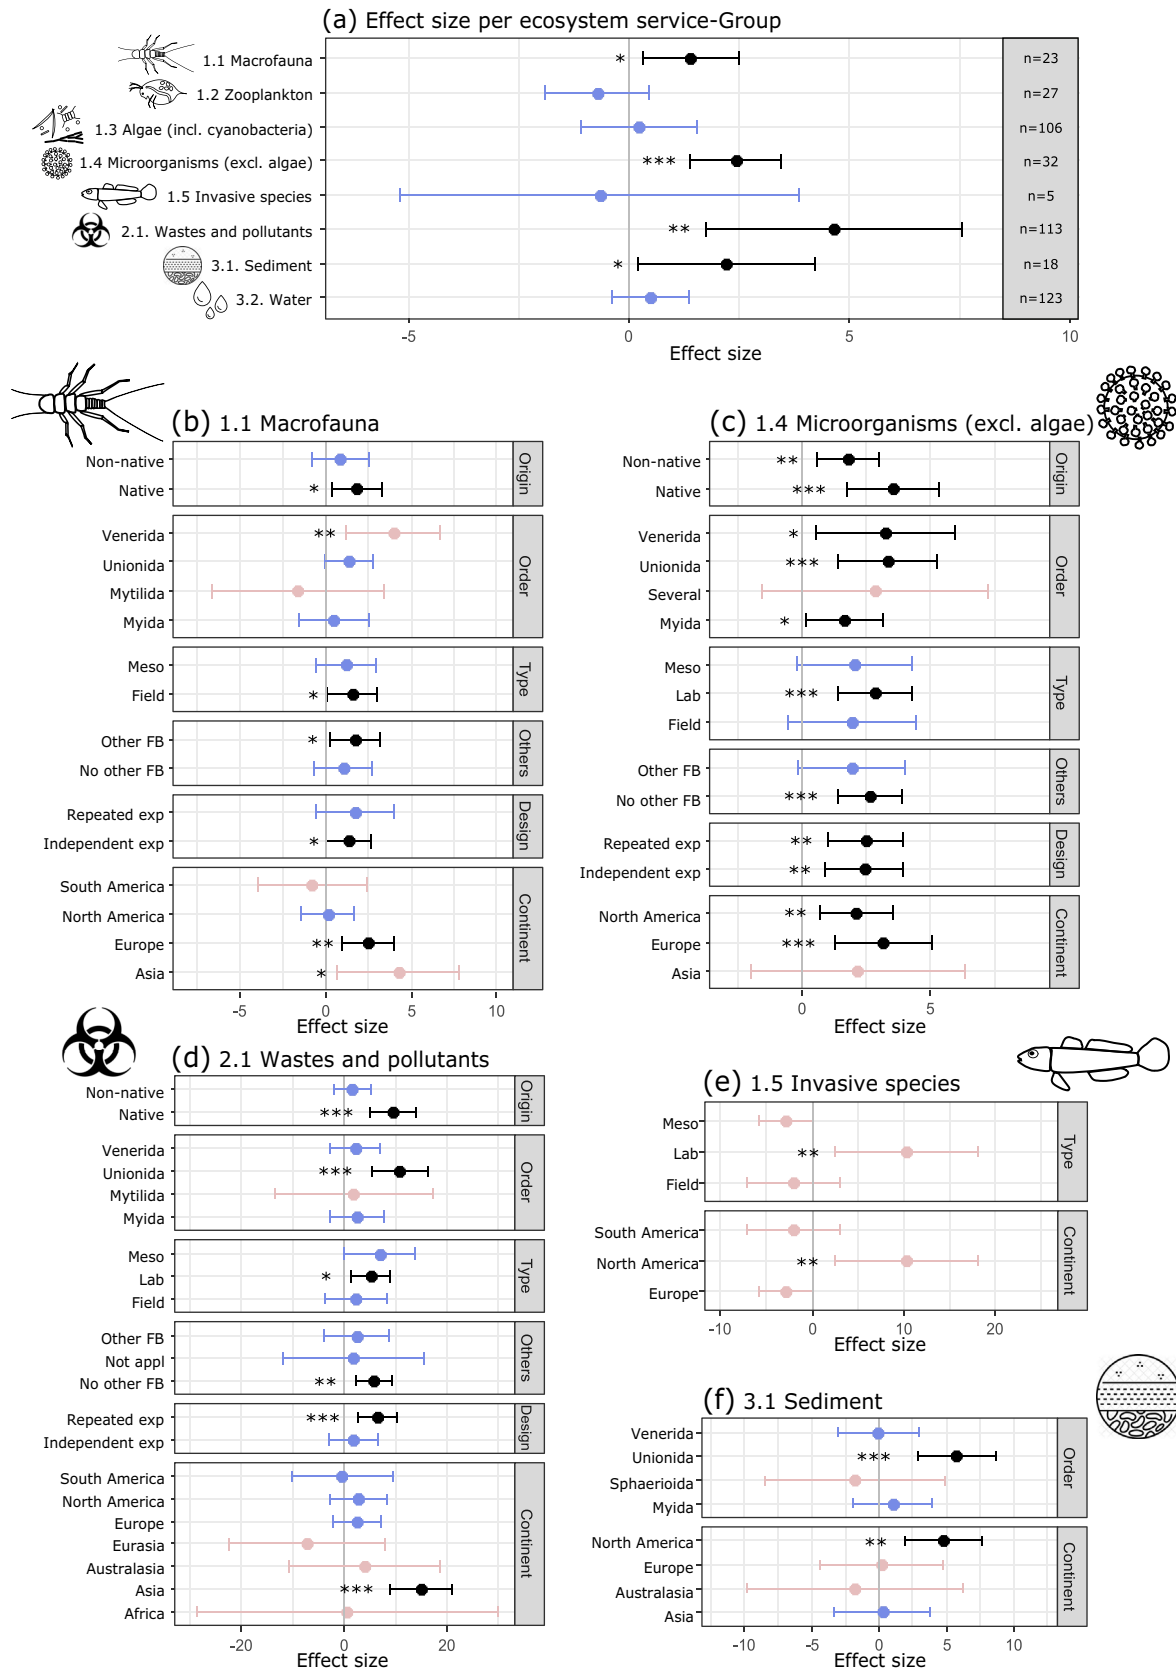 (a) Effect size per ecosystem service-Group
1.1 Macrofauna * n=23
1.2 Zooplankton n=27
1.3 Algae (incl. cyanobacteria) n=106
1.4 Microorganisms (excl. algae) *** n=32
1.5 Invasive species n=5
2.1. Wastes and pollutants ** n=113
3.1. Sediment * n=18
3.2. Water n=123
-5 0 5 10
Effect size
(b) 1.1 Macrofauna
Non-native
Native *
Origin
Venerida **
Unionida
Mytilida
Myida
Order
Meso
Field *
Type
Other FB *
No other FB
Others
Repeated exp
Independent exp *
Design
South America
North America
Europe **
Asia *
Continent
-5 0 5 10
Effect size
(c) 1.4 Microorganisms (excl. algae)
Non-native **
Native ***
Origin
Venerida *
Unionida ***
Several
Myida *
Order
Meso
Lab ***
Field
Type
Other FB
No other FB ***
Others
Repeated exp **
Independent exp **
Design
North America **
Europe ***
Asia
Continent
0 5
Effect size
(d) 2.1 Wastes and pollutants
Non-native
Native ***
Origin
Venerida
Unionida ***
Mytilida
Myida
Order
Meso
Lab *
Field
Type
Other FB
Not appl
No other FB **
Others
Repeated exp ***
Independent exp
Design
South America
North America
Europe
Eurasia
Australasia
Asia ***
Africa
Continent
-20 0 20
Effect size
(e) 1.5 Invasive species
Meso
Lab **
Field
Type
South America
North America **
Europe
Continent
-10 0 10 20
Effect size
(f) 3.1 Sediment
Venerida
Unionida ***
Sphaerioida
Myida
Order
North America **
Europe
Australasia
Asia
Continent
-10 -5 0 5 10
Effect size